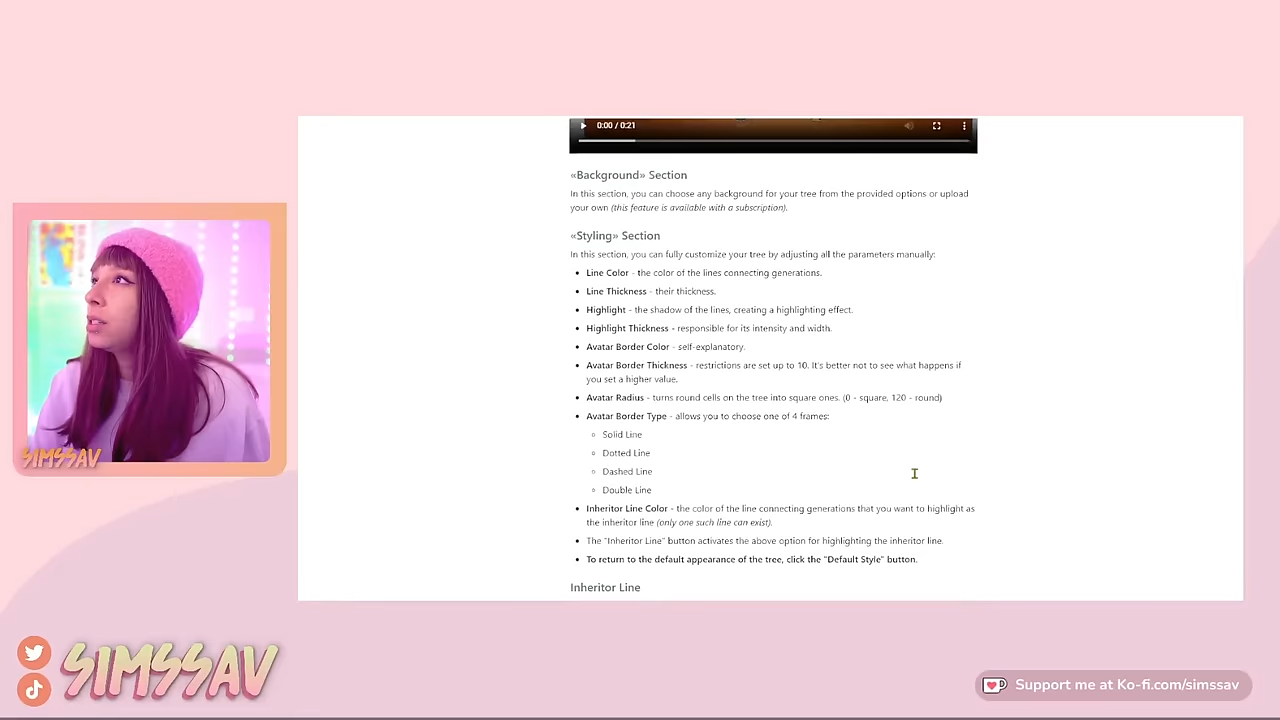 0:00 / 0:21
«Background» Section
In this section, you can choose any background for your tree from the provided options or upload
your own (this feature is available with a subscription).
«Styling» Section
In this section, you can fully customize your tree by adjusting all the parameters manually:
Line Color - the color of the lines connecting generations.
Line Thickness - their thickness.
Highlight - the shadow of the lines, creating a highlighting effect.
Highlight Thickness - responsible for its intensity and width.
Avatar Border Color - self-explanatory.
Avatar Border Thickness - restrictions are set up to 10. It's better not to see what happens if
you set a higher value.
Avatar Radius - turns round cells on the tree into square ones. (0 - square, 120 - round)
Avatar Border Type - allows you to choose one of 4 frames:
Solid Line
Dotted Line
Dashed Line
Double Line
Inheritor Line Color - the color of the line connecting generations that you want to highlight as
the inheritor line (only one such line can exist).
The "Inheritor Line" button activates the above option for highlighting the inheritor line.
To return to the default appearance of the tree, click the "Default Style" button.
Inheritor Line
SIMSSAV
SIMSSAV
Support me at Ko-fi.com/simssav